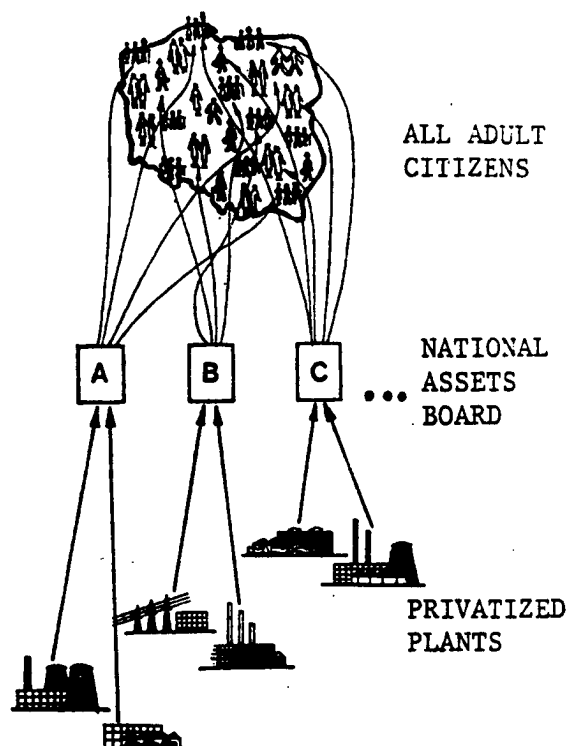 ALL ADULT
CITIZENS
A
B
C
...
NATIONAL
ASSETS
BOARD
PRIVATIZED
PLANTS